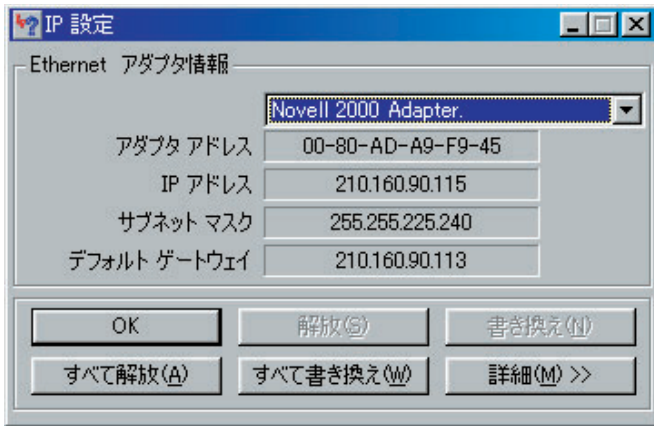 IP 設定
Ethernet アダプタ情報
Novell 2000 Adapter.
アダプタ アドレス 00-80-AD-A9-F9-45
IP アドレス 210.160.90.115
サブネット マスク 255.255.225.240
デフォルト ゲートウェイ 210.160.90.113
OK 解放(S) 書き換え(N)
すべて解放(A) すべて書き換え(W) 詳細(M) >>